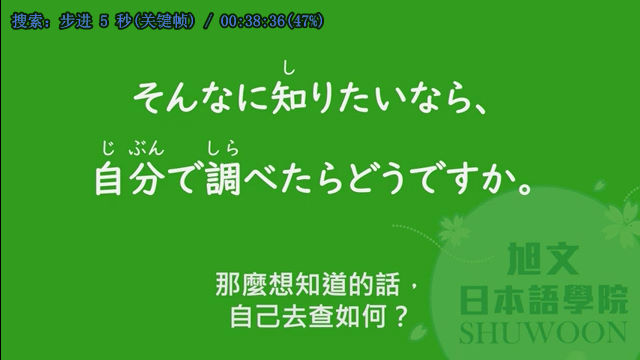 搜索: 步进 5 秒(关键帧) / 00:38:36(47%)
し
そんなに知りたいなら、
じ ぶん しら
自分で調べたらどうですか。
那麼想知道的話，
自己去查如何？
旭文
日本語學院
SHUWOON